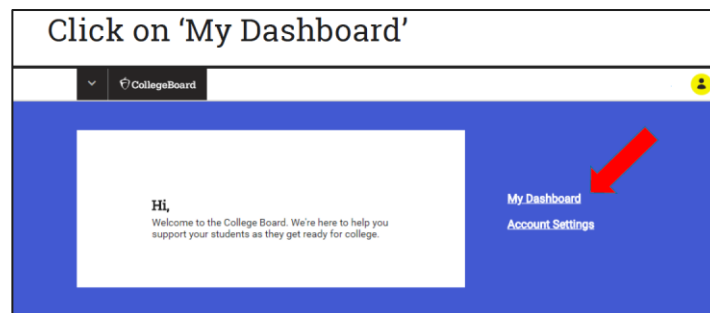 Click on ‘My Dashboard’
CollegeBoard
Hi,
Welcome to the College Board. We're here to help you
support your students as they get ready for college.
My Dashboard
Account Settings